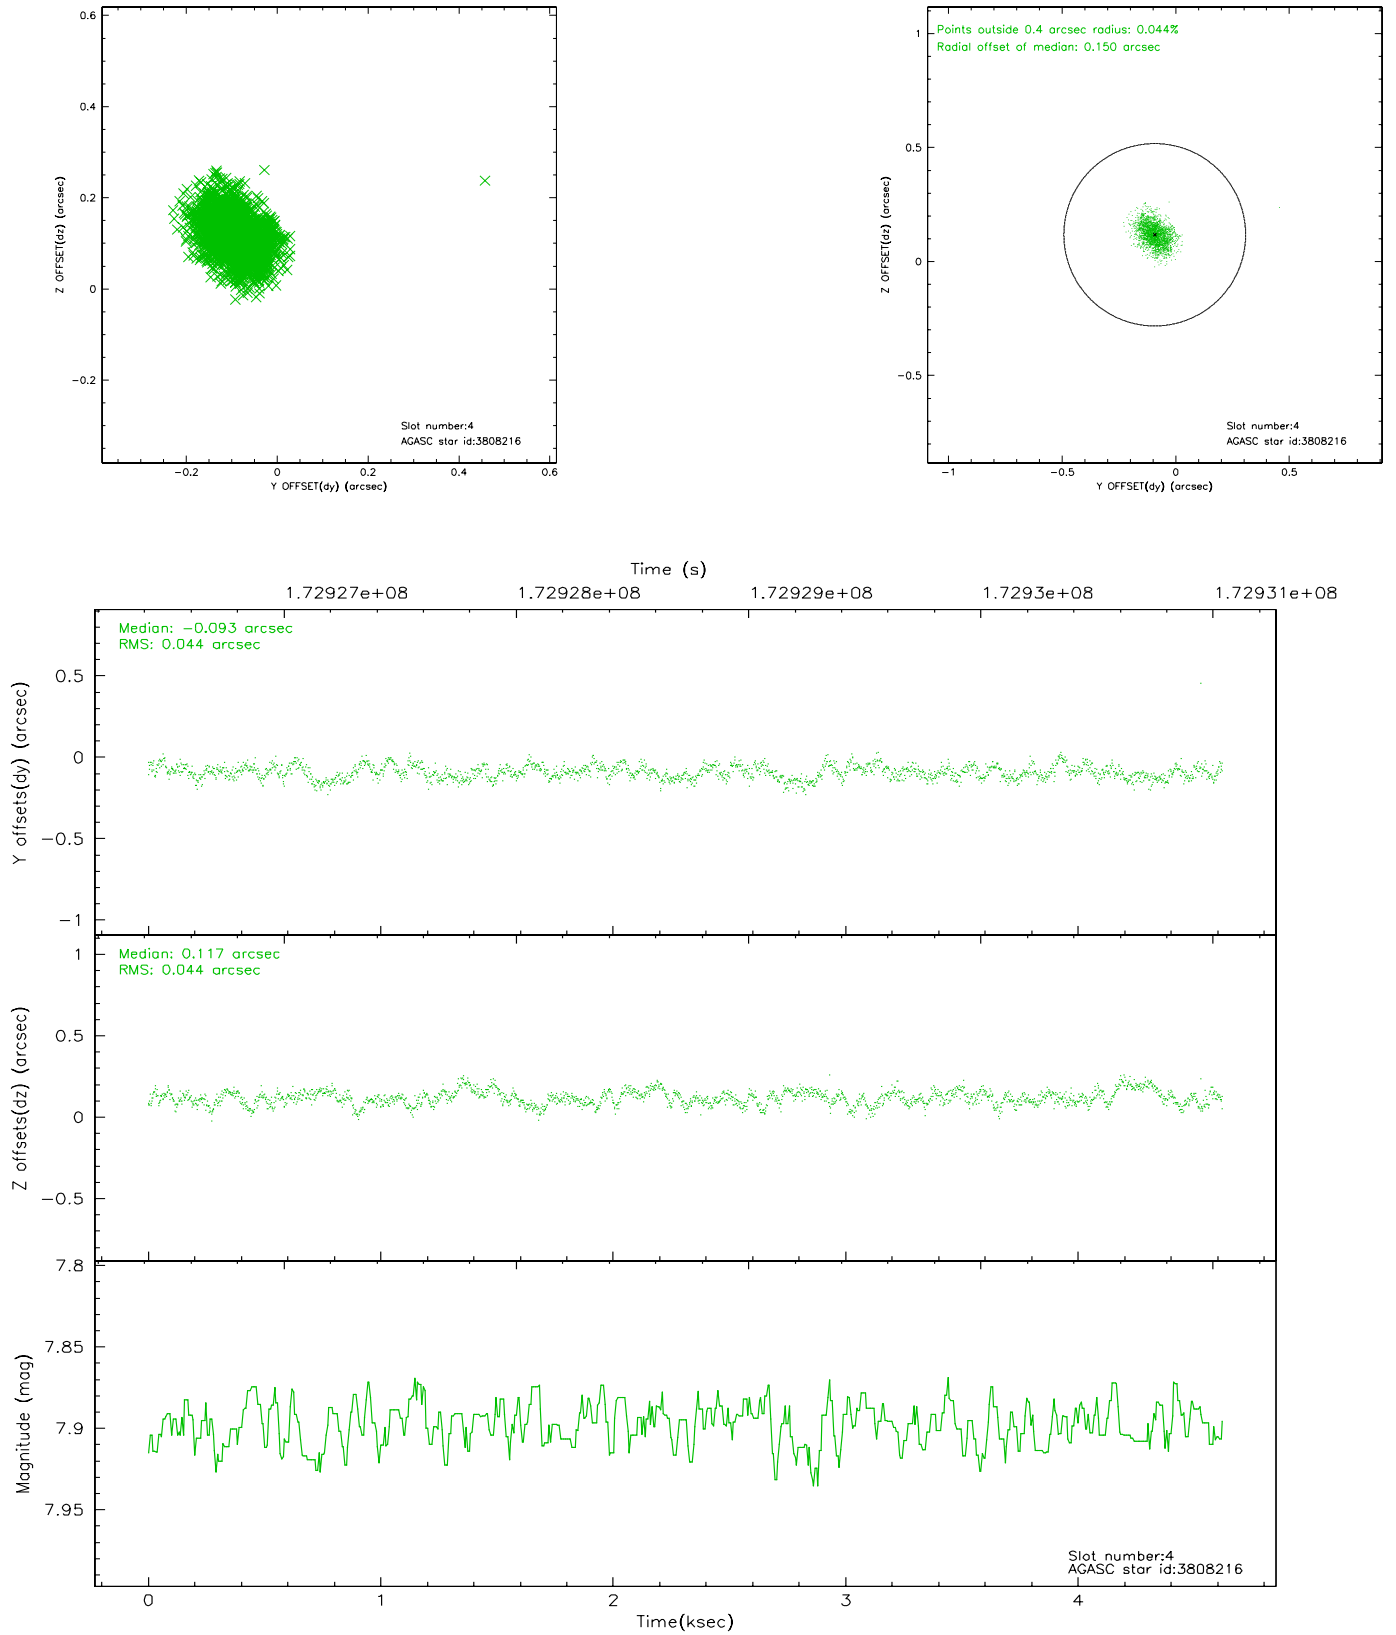 0.6
0.4
0.2
0
−0.2
Z OFFSET(dz) (arcsec)
−0.2 0 0.2 0.4 0.6
Y OFFSET(dy) (arcsec)
Slot number:4
AGASC star id:3808216
Points outside 0.4 arcsec radius: 0.044%
Radial offset of median: 0.150 arcsec
1
0.5
0
−0.5
Z OFFSET(dz) (arcsec)
−1 −0.5 0 0.5
Y OFFSET(dy) (arcsec)
Slot number:4
AGASC star id:3808216
Time (s)
1.72927e+08 1.72928e+08 1.72929e+08 1.7293e+08 1.72931e+08
Median: −0.093 arcsec
RMS: 0.044 arcsec
0.5
0
−0.5
−1
Y offsets(dy) (arcsec)
Median: 0.117 arcsec
RMS: 0.044 arcsec
1
0.5
0
−0.5
Z offsets(dz) (arcsec)
7.8
7.85
7.9
7.95
Magnitude (mag)
Slot number:4
AGASC star id:3808216
0 1 2 3 4
Time(ksec)